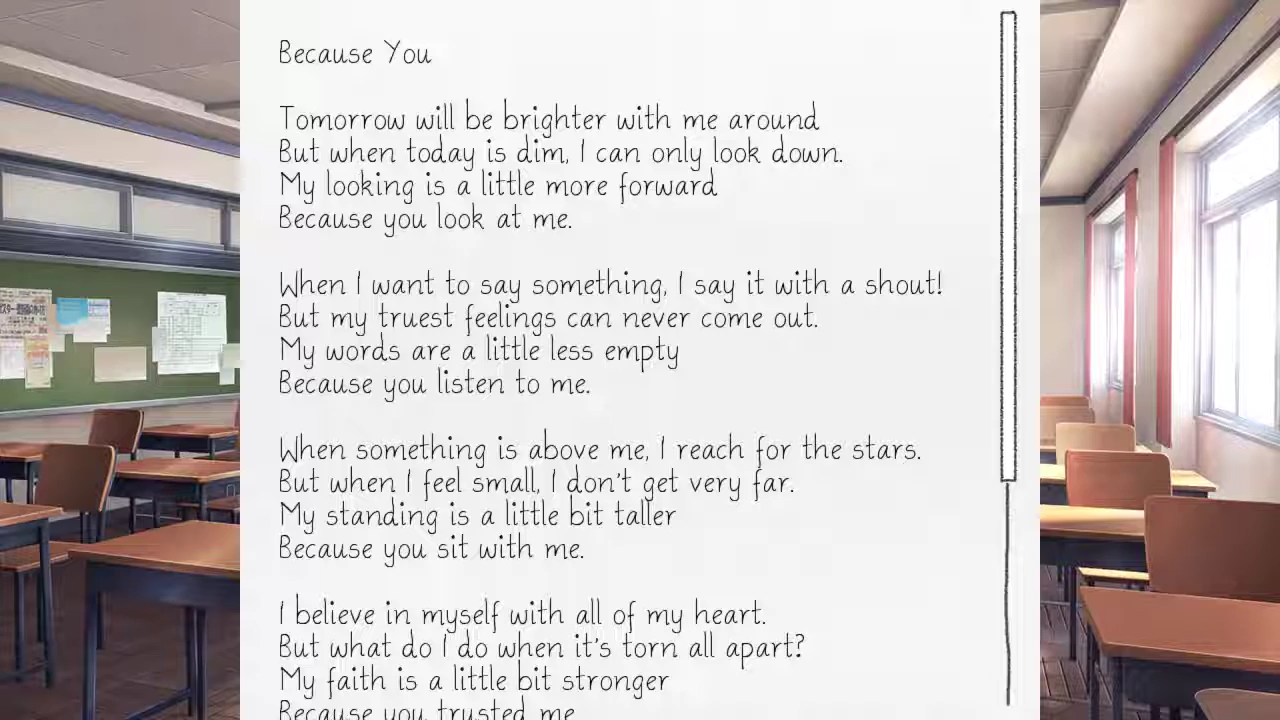 Because You
Tomorrow will be brighter with me around
But when today is dim, I can only look down.
My looking is a little more forward
Because you look at me.
When I want to say something, I say it with a shout!
But my truest feelings can never come out.
My words are a little less empty
Because you listen to me.
When something is above me, I reach for the stars.
But when I feel small, I don't get very far.
My standing is a little bit taller
Because you sit with me.
I believe in myself with all of my heart.
But what do I do when it's torn all apart?
My faith is a little bit stronger
Because you trusted me